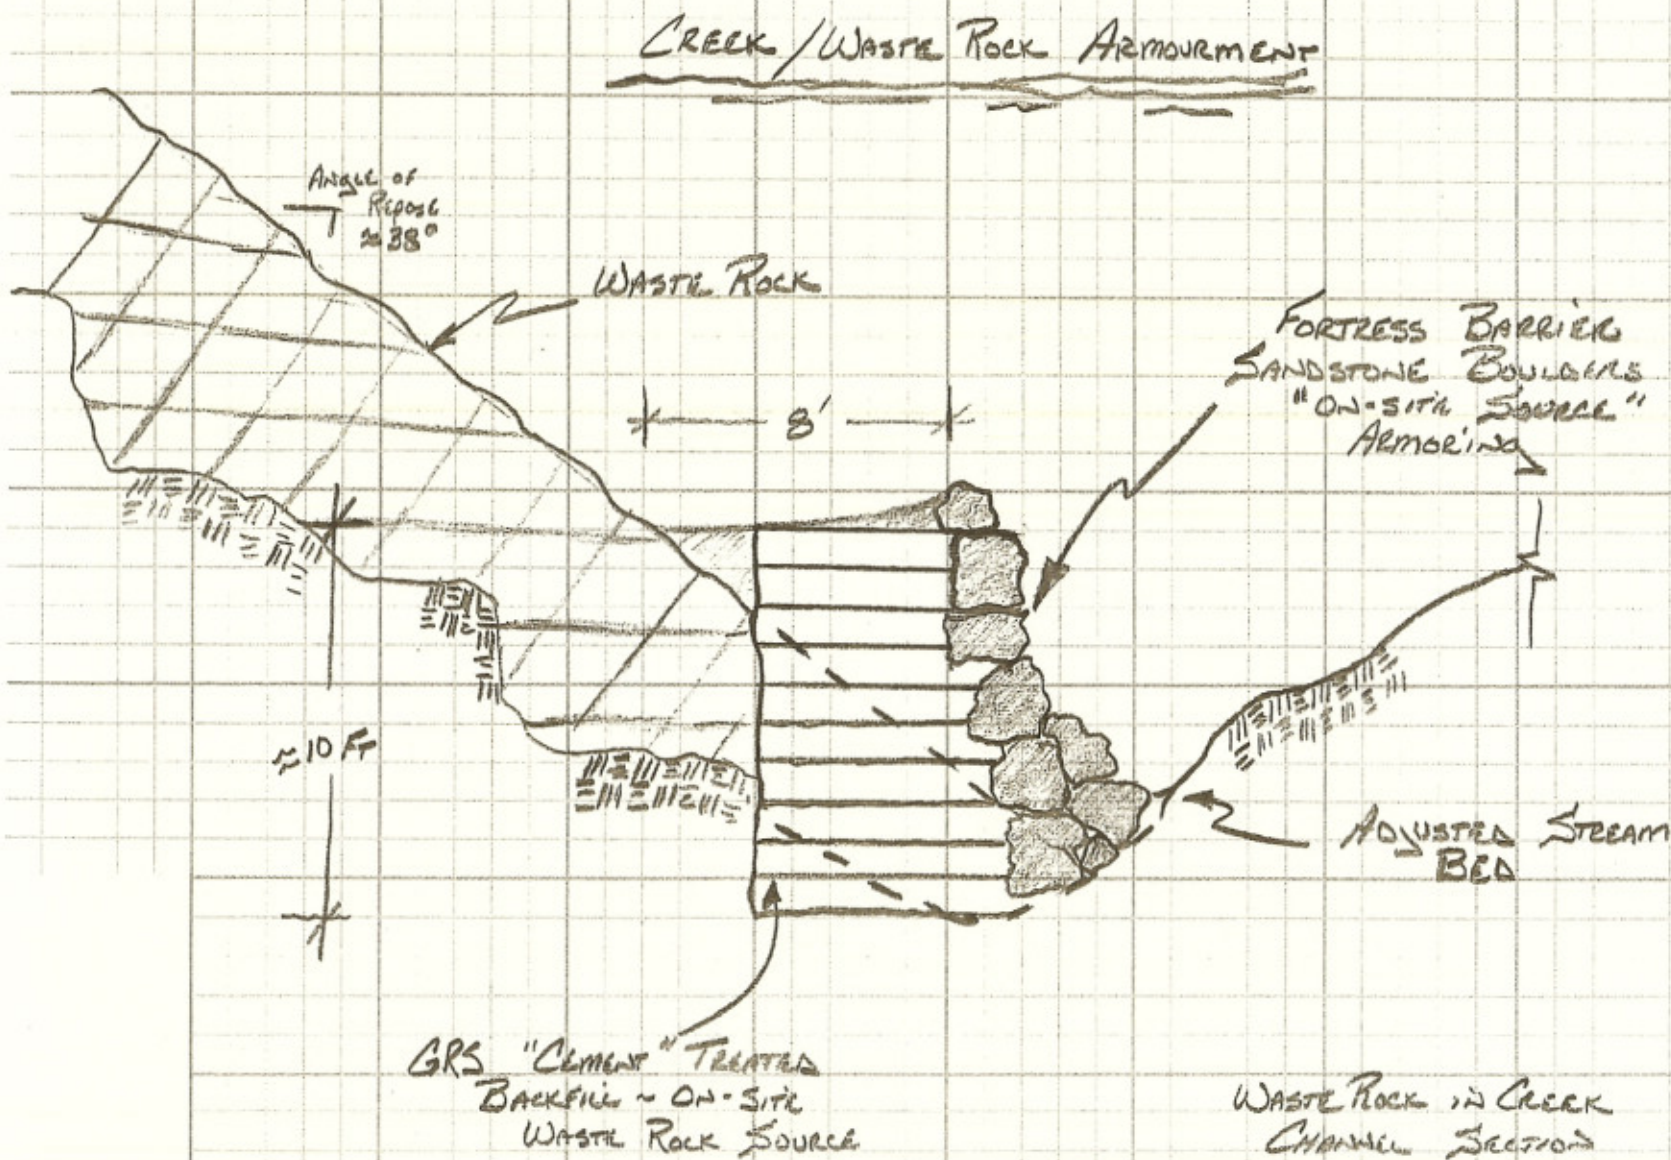 CREEK / WASTE ROCK ARMOURMENT
ANGLE OF
REPOSE
≈ 38°
WASTE ROCK
FORTRESS BARRIER
SANDSTONE BOULDERS
"ON-SITE SOURCE"
ARMORING
8'
≈ 10 FT
ADJUSTED STREAM
BED
GRS "CEMENT" TREATED
BACKFILL ~ ON-SITE
WASTE ROCK SOURCE
WASTE ROCK IN CREEK
CHANNEL SECTION